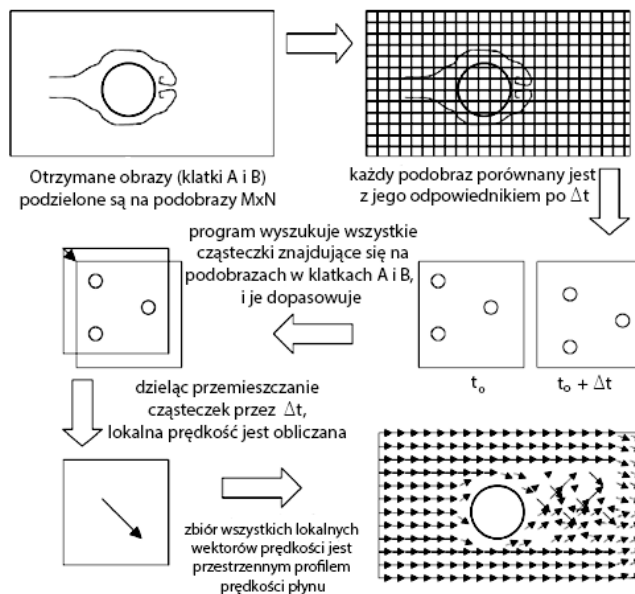 Otrzymane obrazy (klatki A i B)
podzielone są na podobrazy MxN
każdy podobraz porównany jest
z jego odpowiednikiem po Δt
program wyszukuje wszystkie
cząsteczki znajdujące się na
podobrazach w klatkach A i B,
i je dopasowuje
t₀
t₀ + Δt
dzieląc przemieszczanie
cząsteczek przez Δt,
lokalna prędkość jest obliczana
zbiór wszystkich lokalnych
wektorów prędkości jest
przestrzennym profilem
prędkości płynu